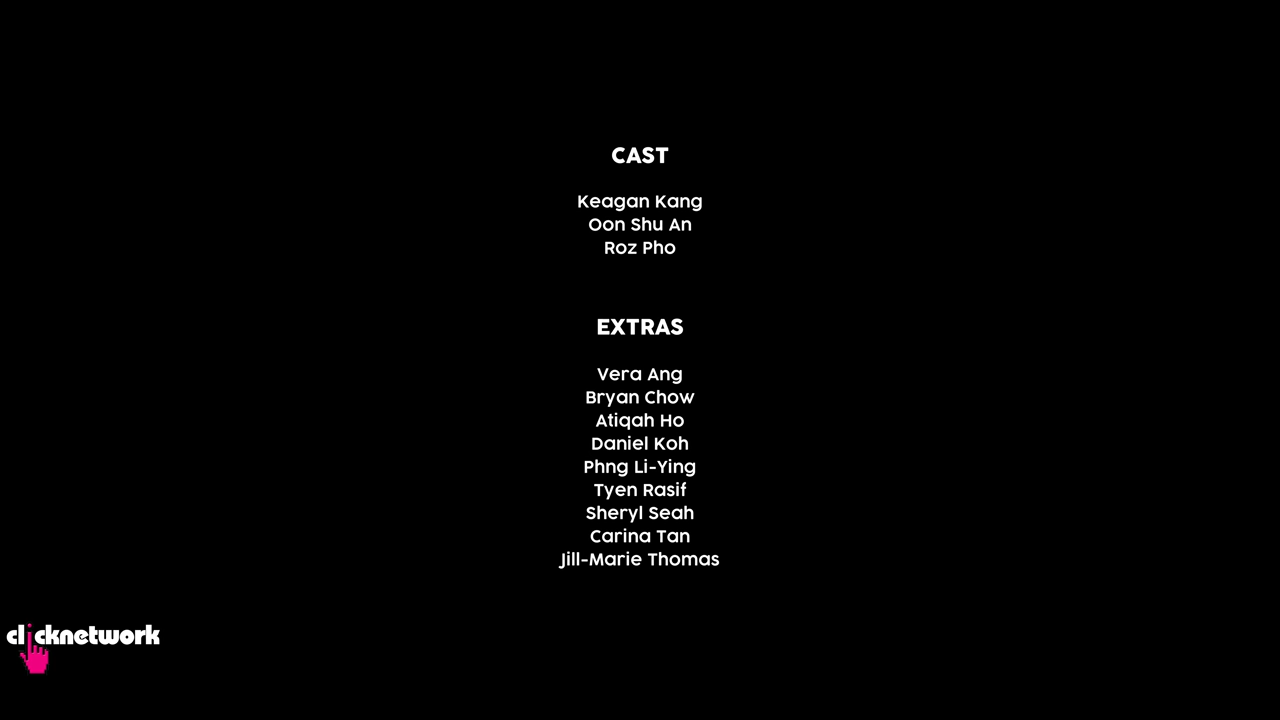 CAST
Keagan Kang
Oon Shu An
Roz Pho
EXTRAS
Vera Ang
Bryan Chow
Atiqah Ho
Daniel Koh
Phng Li-Ying
Tyen Rasif
Sheryl Seah
Carina Tan
Jill-Marie Thomas
clicknetwork